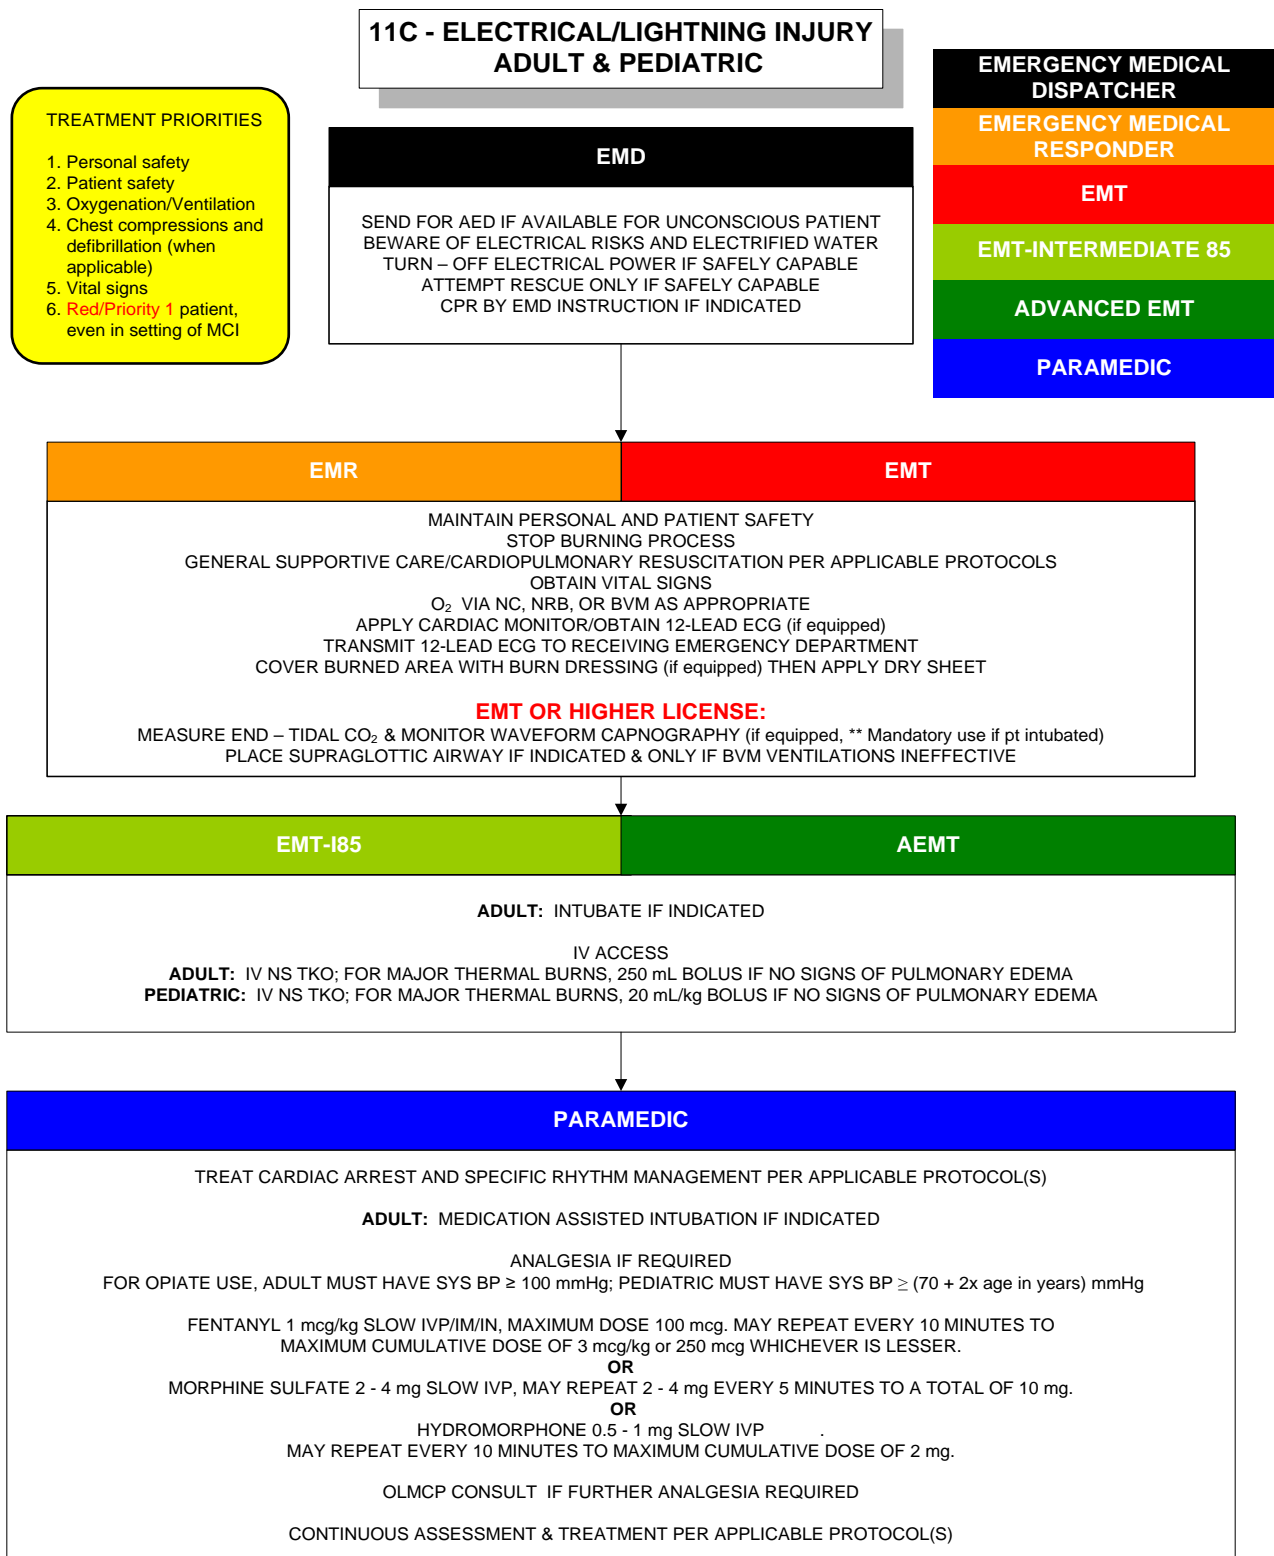 11C - ELECTRICAL/LIGHTNING INJURY
ADULT & PEDIATRIC
TREATMENT PRIORITIES
1. Personal safety
2. Patient safety
3. Oxygenation/Ventilation
4. Chest compressions and
defibrillation (when
applicable)
5. Vital signs
6. Red/Priority 1 patient,
even in setting of MCI
EMERGENCY MEDICAL
DISPATCHER
EMERGENCY MEDICAL
RESPONDER
EMT
EMT-INTERMEDIATE 85
ADVANCED EMT
PARAMEDIC
EMD
SEND FOR AED IF AVAILABLE FOR UNCONSCIOUS PATIENT
BEWARE OF ELECTRICAL RISKS AND ELECTRIFIED WATER
TURN – OFF ELECTRICAL POWER IF SAFELY CAPABLE
ATTEMPT RESCUE ONLY IF SAFELY CAPABLE
CPR BY EMD INSTRUCTION IF INDICATED
EMR
EMT
MAINTAIN PERSONAL AND PATIENT SAFETY
STOP BURNING PROCESS
GENERAL SUPPORTIVE CARE/CARDIOPULMONARY RESUSCITATION PER APPLICABLE PROTOCOLS
OBTAIN VITAL SIGNS
O₂ VIA NC, NRB, OR BVM AS APPROPRIATE
APPLY CARDIAC MONITOR/OBTAIN 12-LEAD ECG (if equipped)
TRANSMIT 12-LEAD ECG TO RECEIVING EMERGENCY DEPARTMENT
COVER BURNED AREA WITH BURN DRESSING (if equipped) THEN APPLY DRY SHEET
EMT OR HIGHER LICENSE:
MEASURE END – TIDAL CO₂ & MONITOR WAVEFORM CAPNOGRAPHY (if equipped, ** Mandatory use if pt intubated)
PLACE SUPRAGLOTTIC AIRWAY IF INDICATED & ONLY IF BVM VENTILATIONS INEFFECTIVE
EMT-I85
AEMT
ADULT: INTUBATE IF INDICATED
IV ACCESS
ADULT: IV NS TKO; FOR MAJOR THERMAL BURNS, 250 mL BOLUS IF NO SIGNS OF PULMONARY EDEMA
PEDIATRIC: IV NS TKO; FOR MAJOR THERMAL BURNS, 20 mL/kg BOLUS IF NO SIGNS OF PULMONARY EDEMA
PARAMEDIC
TREAT CARDIAC ARREST AND SPECIFIC RHYTHM MANAGEMENT PER APPLICABLE PROTOCOL(S)
ADULT: MEDICATION ASSISTED INTUBATION IF INDICATED
ANALGESIA IF REQUIRED
FOR OPIATE USE, ADULT MUST HAVE SYS BP ≥ 100 mmHg; PEDIATRIC MUST HAVE SYS BP ≥ (70 + 2x age in years) mmHg
FENTANYL 1 mcg/kg SLOW IVP/IM/IN, MAXIMUM DOSE 100 mcg. MAY REPEAT EVERY 10 MINUTES TO
MAXIMUM CUMULATIVE DOSE OF 3 mcg/kg or 250 mcg WHICHEVER IS LESSER.
OR
MORPHINE SULFATE 2 - 4 mg SLOW IVP, MAY REPEAT 2 - 4 mg EVERY 5 MINUTES TO A TOTAL OF 10 mg.
OR
HYDROMORPHONE 0.5 - 1 mg SLOW IVP .
MAY REPEAT EVERY 10 MINUTES TO MAXIMUM CUMULATIVE DOSE OF 2 mg.
OLMCP CONSULT IF FURTHER ANALGESIA REQUIRED
CONTINUOUS ASSESSMENT & TREATMENT PER APPLICABLE PROTOCOL(S)